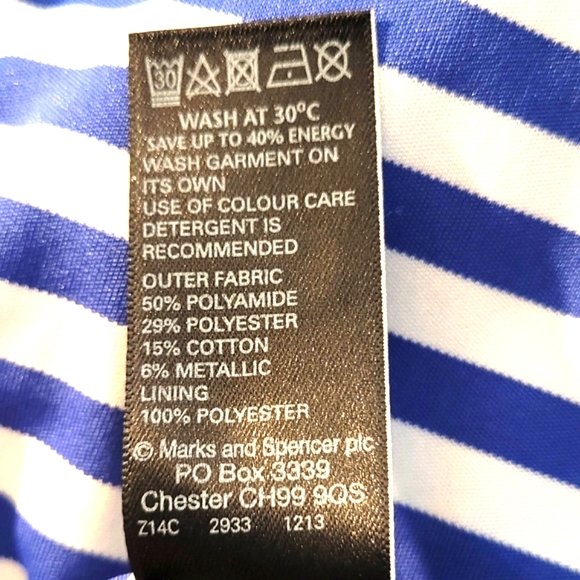 30
WASH AT 30°C
SAVE UP TO 40% ENERGY
WASH GARMENT ON
ITS OWN
USE OF COLOUR CARE
DETERGENT IS
RECOMMENDED
OUTER FABRIC
50% POLYAMIDE
29% POLYESTER
15% COTTON
6% METALLIC
LINING
100% POLYESTER
© Marks and Spencer plc
PO Box 3339
Chester CH99 9QS
Z14C 2933 1213